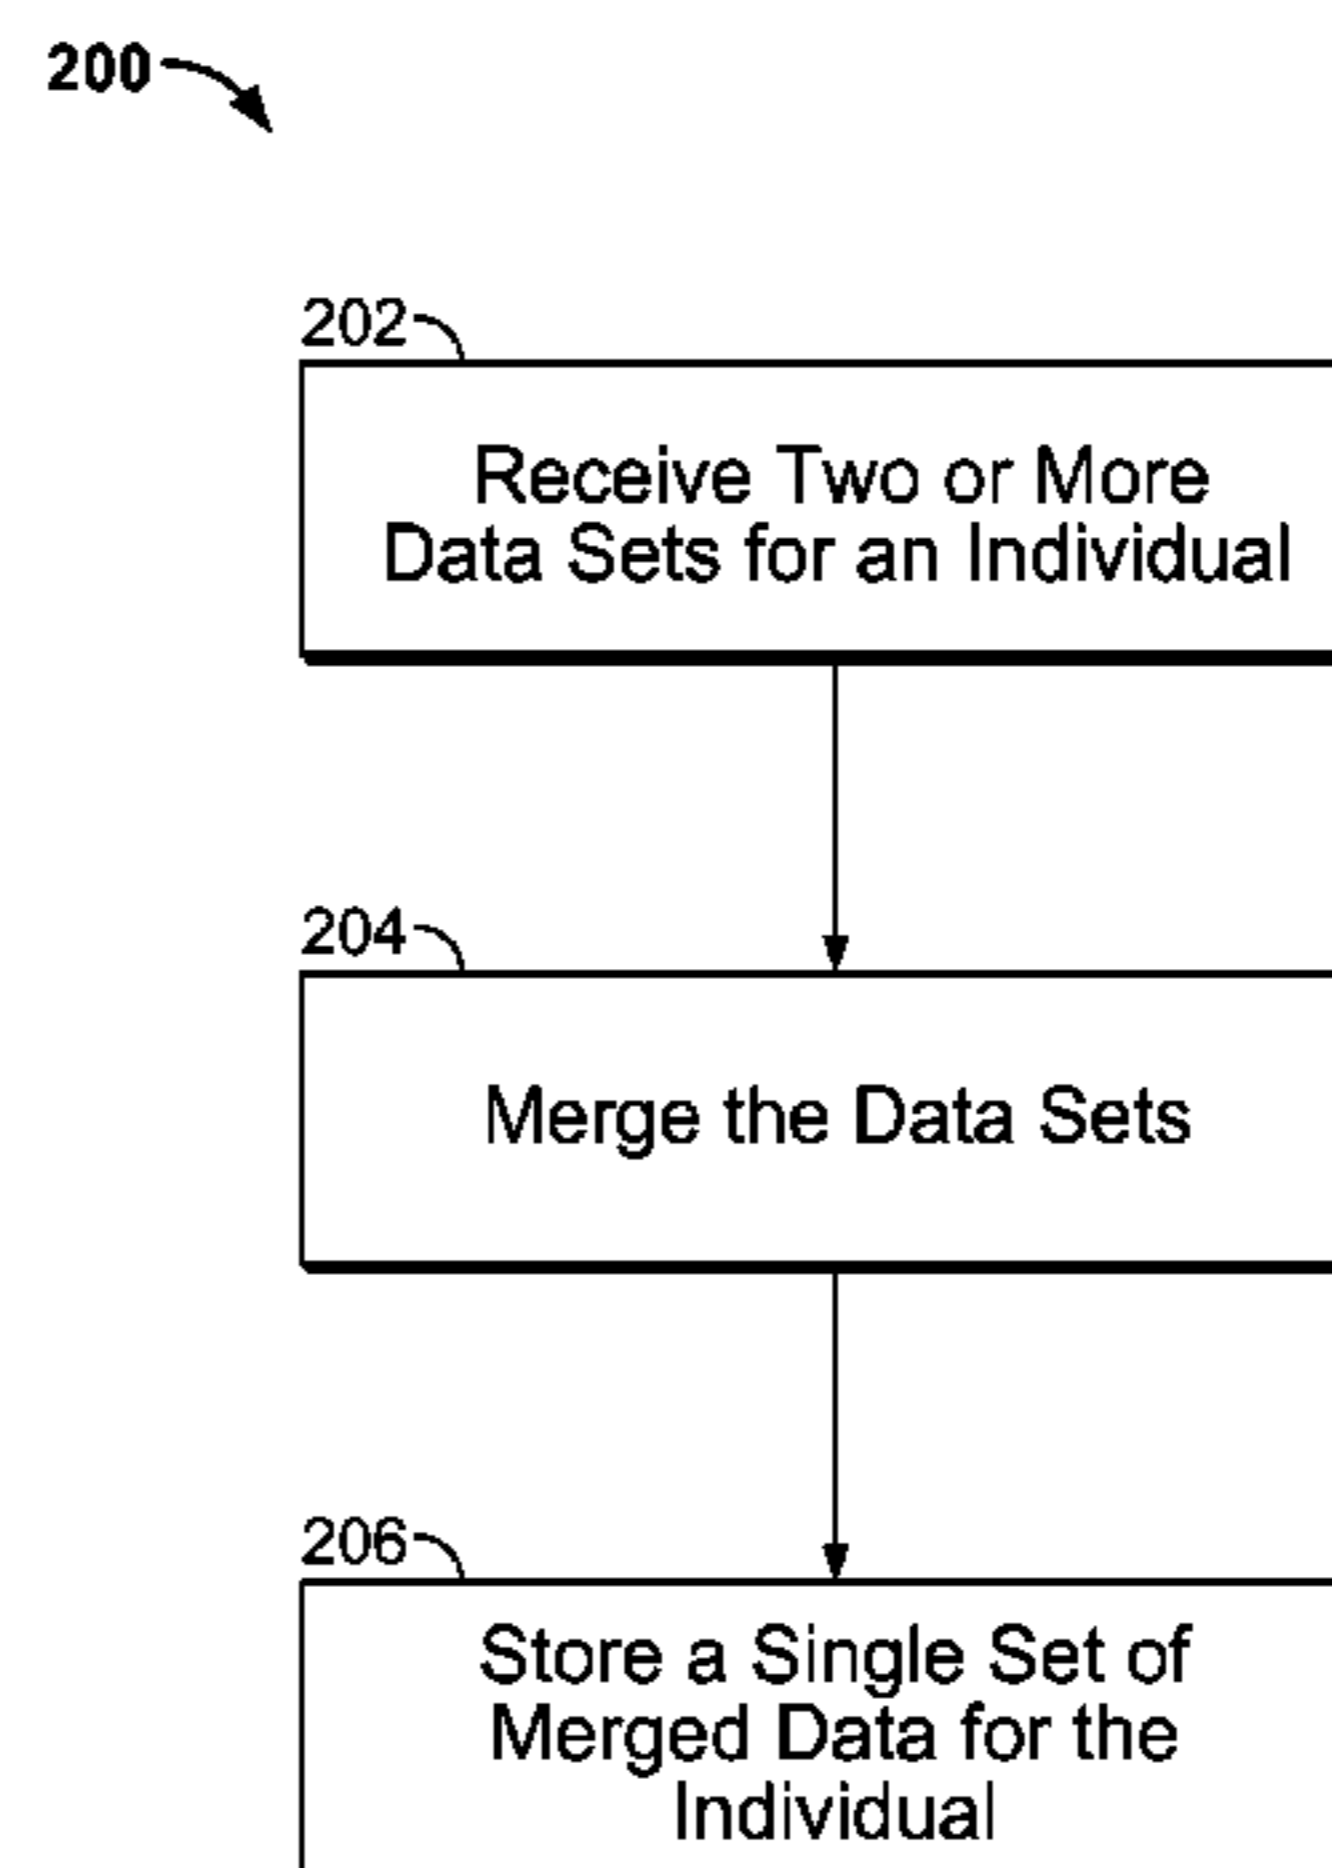 200
202
Receive Two or More
Data Sets for an Individual
204
Merge the Data Sets
206
Store a Single Set of
Merged Data for the
Individual